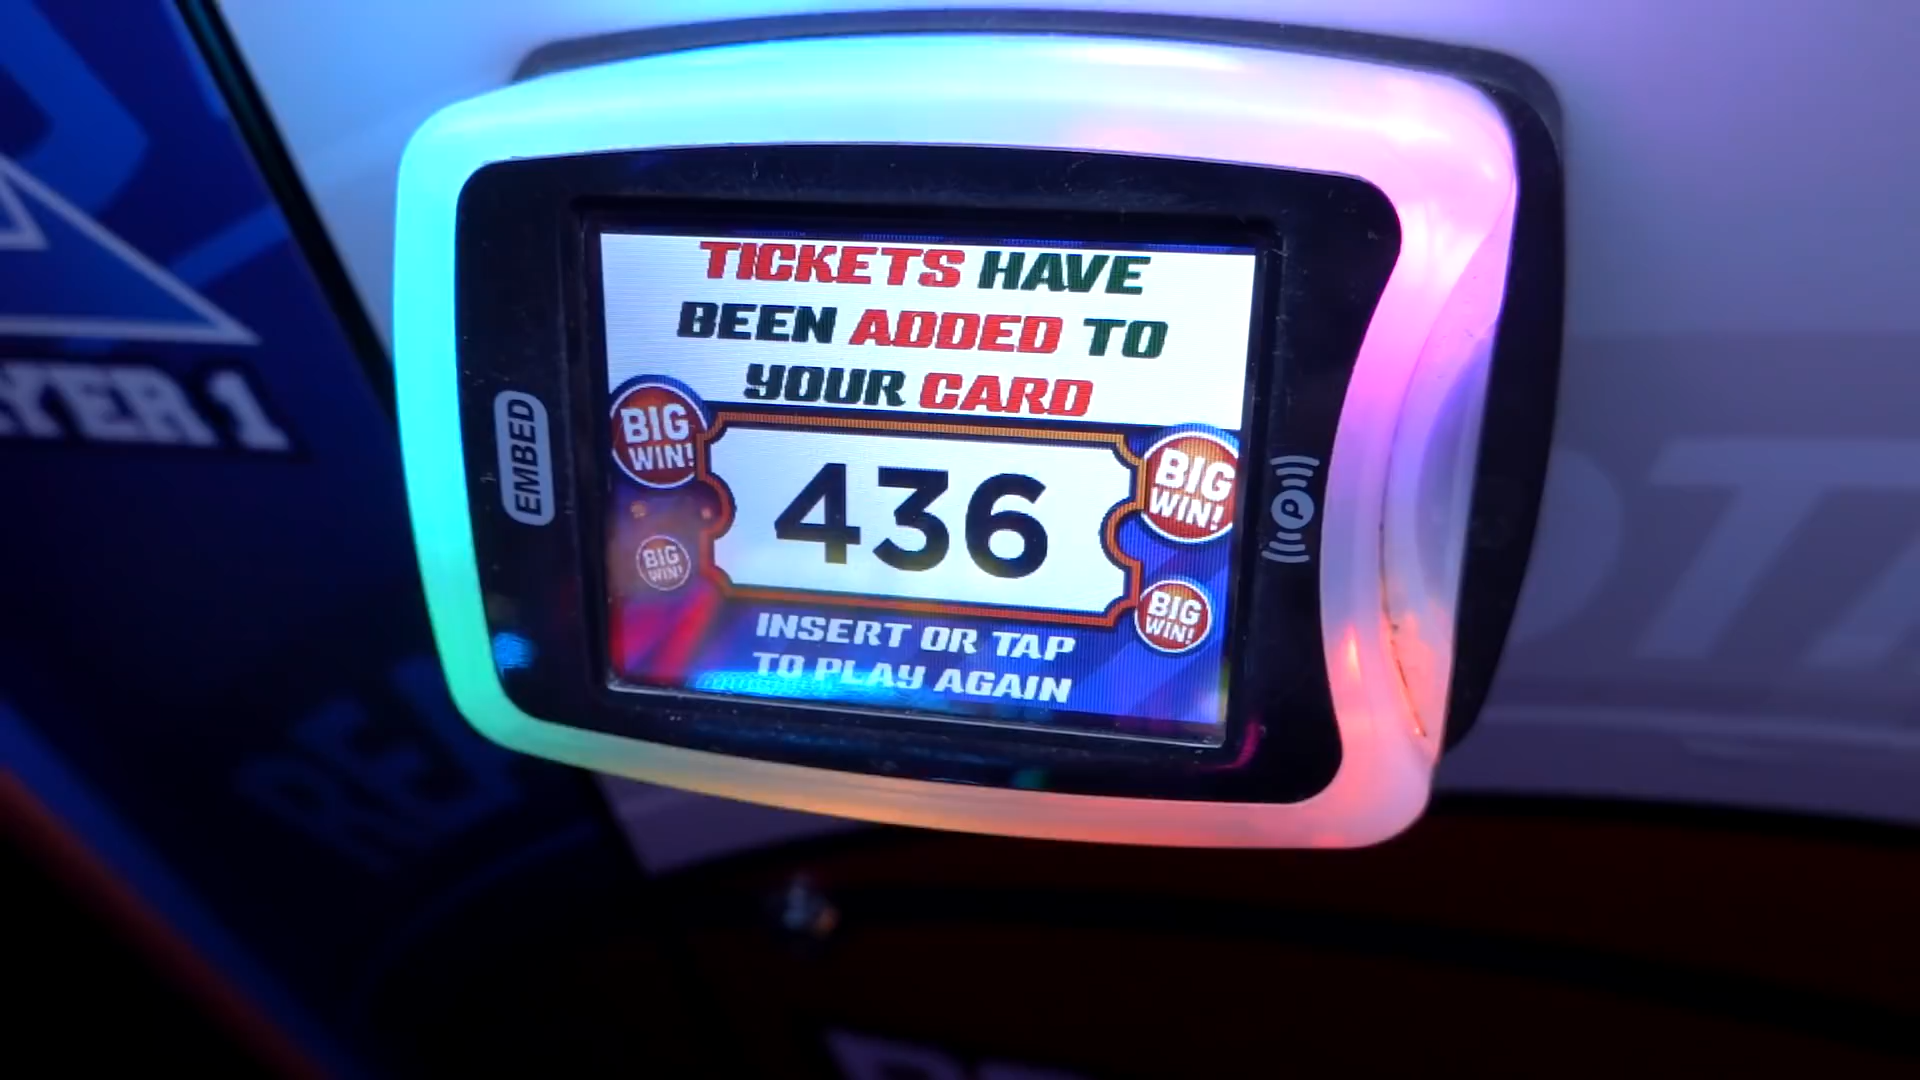 TICKETS HAVE
BEEN ADDED TO
YOUR CARD
BIG
WIN!
436
BIG
WIN!
BIG
WIN!
BIG
WIN!
INSERT OR TAP
TO PLAY AGAIN
EMBED
YER 1